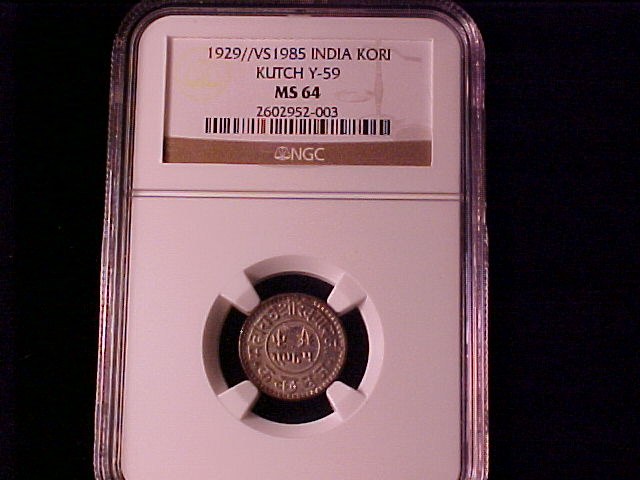 1929//VS1985 INDIA KORI
KUTCH Y-59
MS 64
2602952-003
NGC